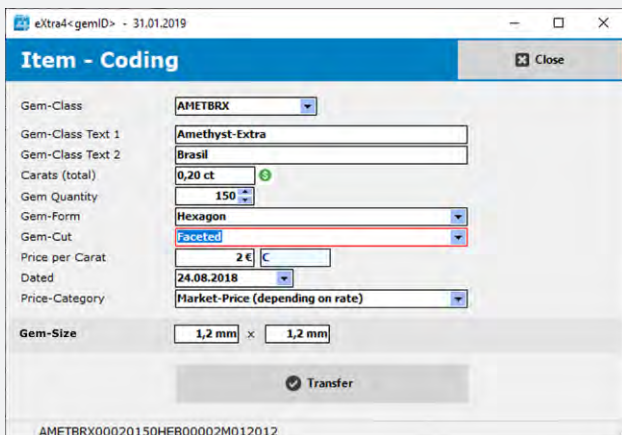 eXtra4<gemID> - 31.01.2019
Item - Coding
Close
Gem-Class AMETBRX
Gem-Class Text 1 Amethyst-Extra
Gem-Class Text 2 Brasil
Carats (total) 0,20 ct
Gem Quantity 150
Gem-Form Hexagon
Gem-Cut Faceted
Price per Carat 2 € C
Dated 24.08.2018
Price-Category Market-Price (depending on rate)
Gem-Size 1,2 mm × 1,2 mm
Transfer
AMETBRX00020150HEB00002M012012